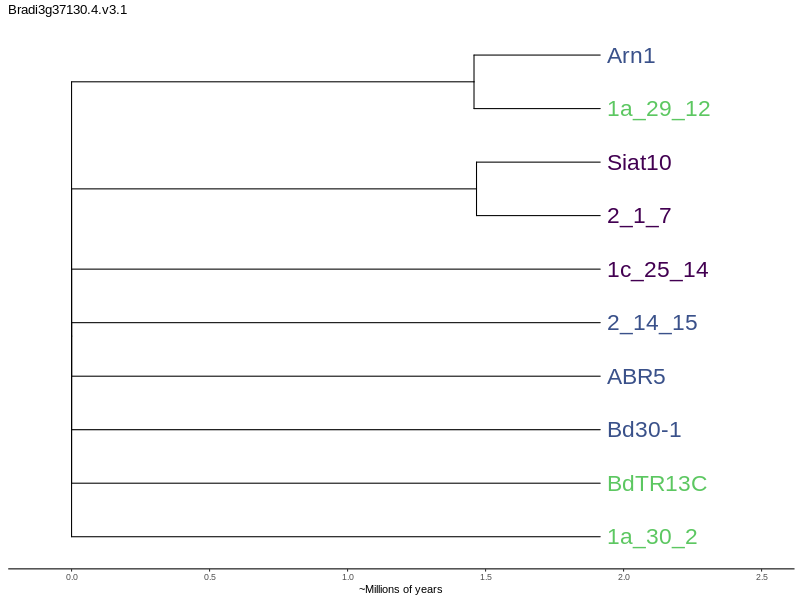 Bradi3g37130.4.v3.1
Arn1
1a_29_12
Siat10
2_1_7
1c_25_14
2_14_15
ABR5
Bd30-1
BdTR13C
1a_30_2
0.0 0.5 1.0 1.5 2.0 2.5
~Millions of years